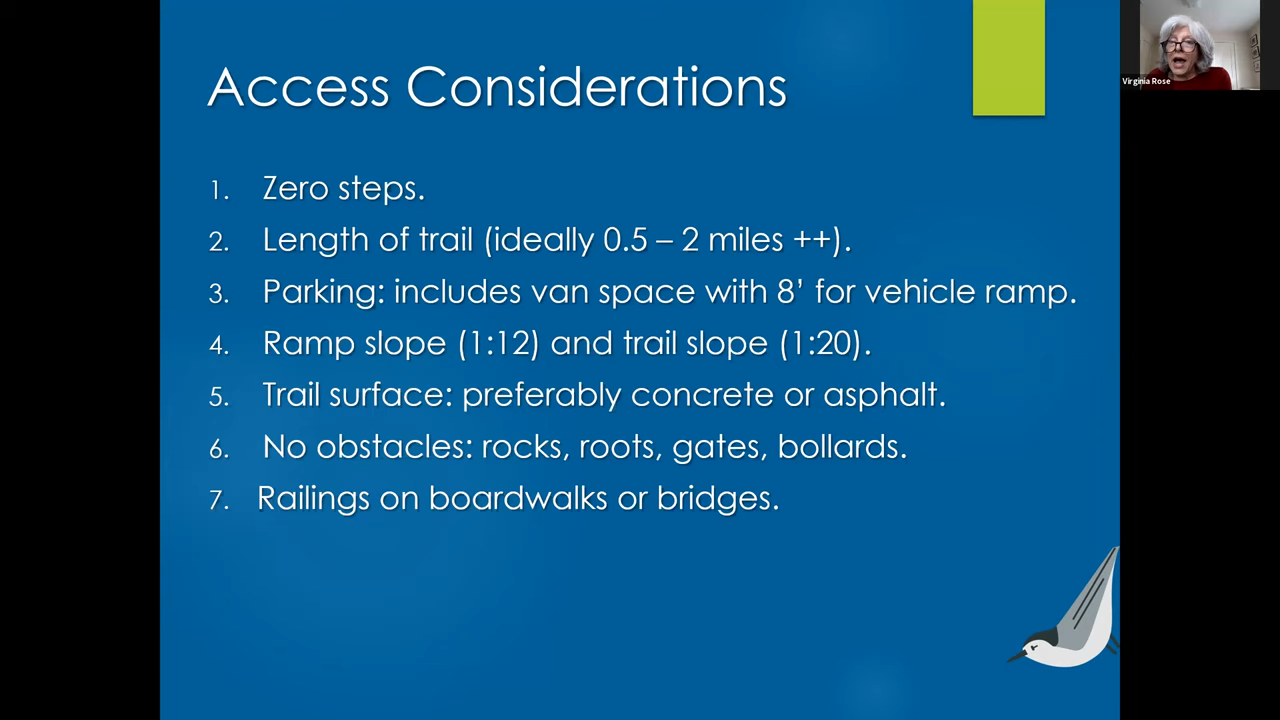 Access Considerations
1. Zero steps.
2. Length of trail (ideally 0.5 – 2 miles ++).
3. Parking: includes van space with 8’ for vehicle ramp.
4. Ramp slope (1:12) and trail slope (1:20).
5. Trail surface: preferably concrete or asphalt.
6. No obstacles: rocks, roots, gates, bollards.
7. Railings on boardwalks or bridges.
Virginia Rose